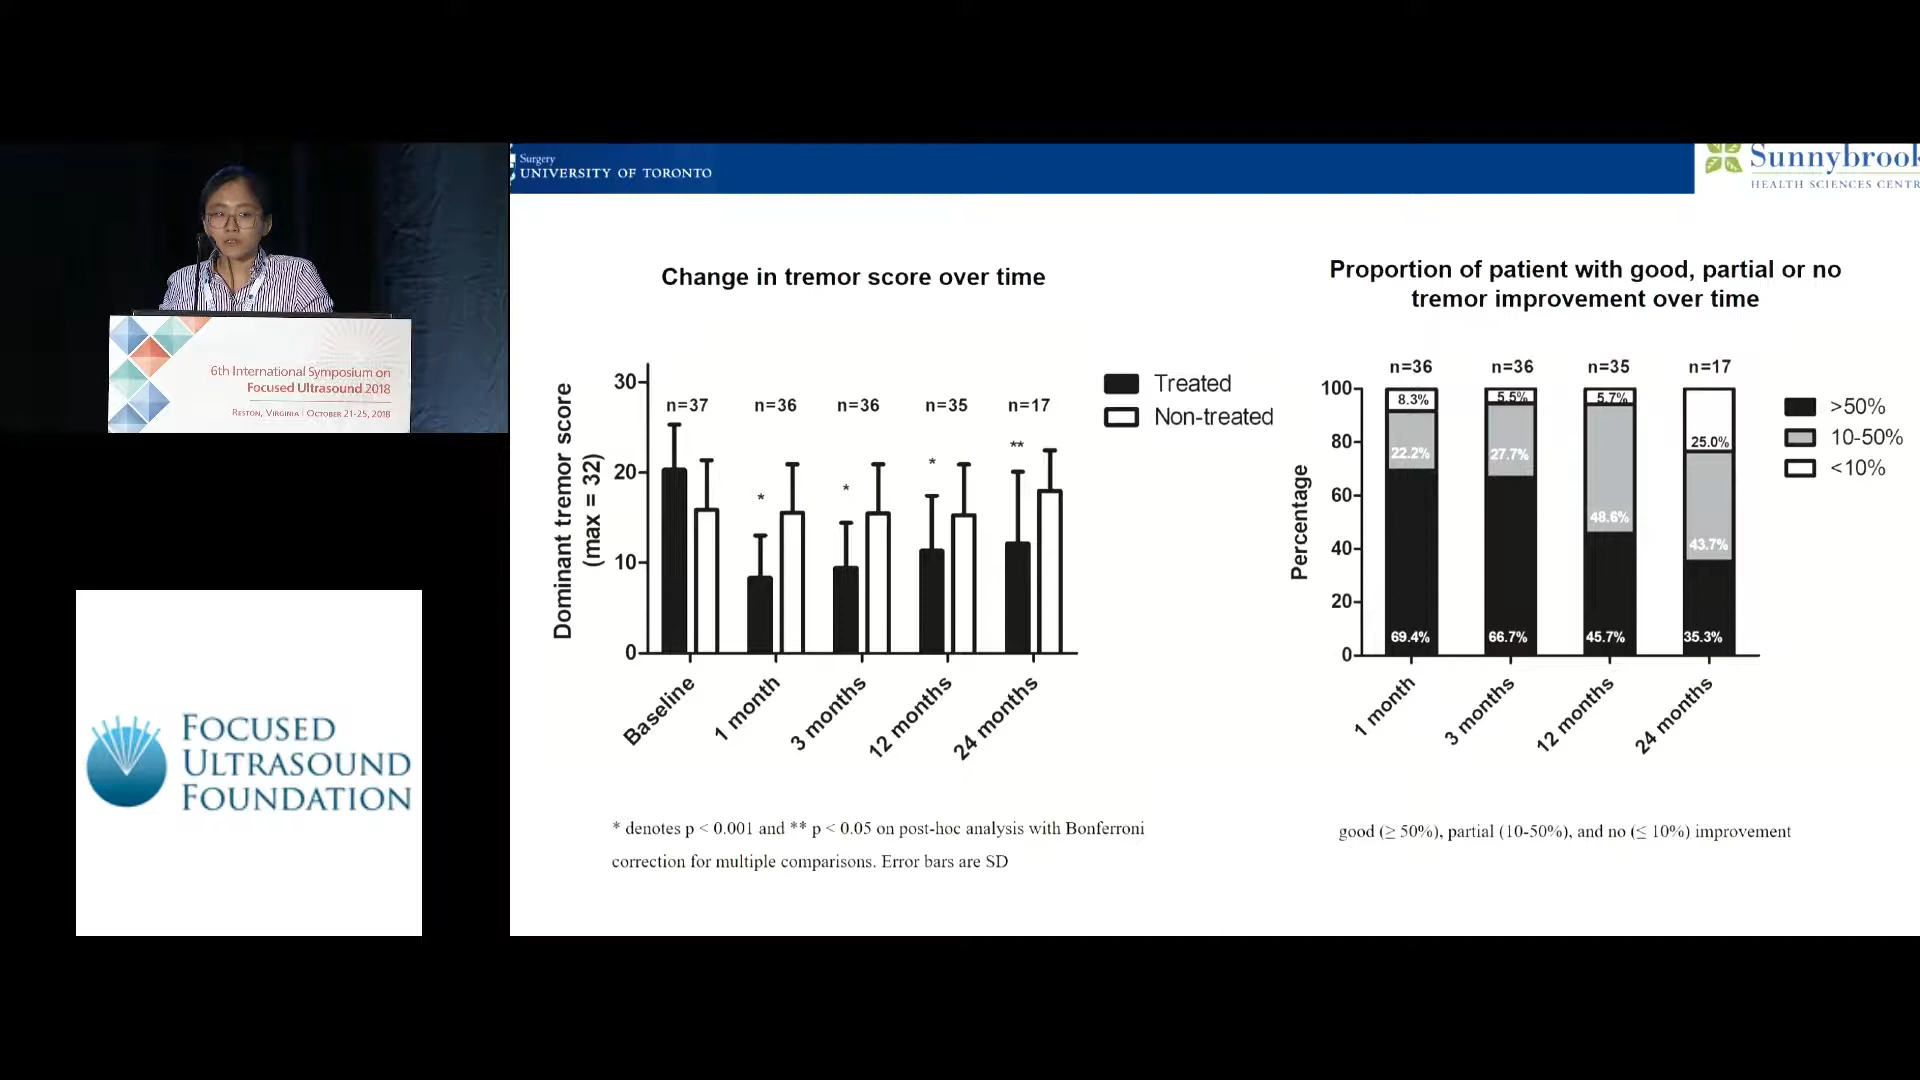 6th International Symposium on
Focused Ultrasound 2018
RESTON, VIRGINIA | OCTOBER 21-25, 2018
FOCUSED
ULTRASOUND
FOUNDATION
Surgery
UNIVERSITY OF TORONTO
Sunnybrook
HEALTH SCIENCES CENTR
Change in tremor score over time
Dominant tremor score
(max = 32)
30
20
10
0
n=37
n=36
n=36
n=35
n=17
*
*
*
**
Treated
Non-treated
Baseline
1 month
3 months
12 months
24 months
* denotes p < 0.001 and ** p < 0.05 on post-hoc analysis with Bonferroni
correction for multiple comparisons. Error bars are SD
Proportion of patient with good, partial or no
tremor improvement over time
Percentage
100
80
60
40
20
0
n=36
n=36
n=35
n=17
8.3%
5.5%
5.7%
25.0%
22.2%
27.7%
48.6%
43.7%
69.4%
66.7%
45.7%
35.3%
>50%
10-50%
<10%
1 month
3 months
12 months
24 months
good (≥ 50%), partial (10-50%), and no (≤ 10%) improvement